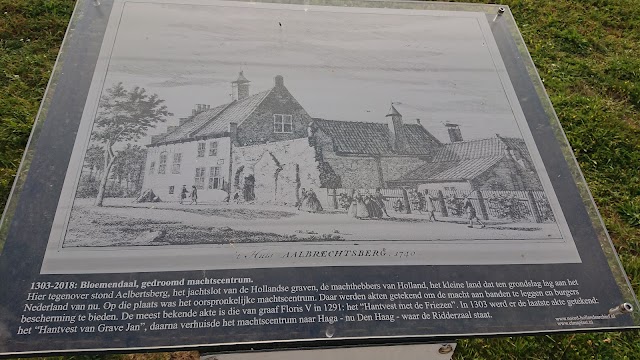 't Huis AALBRECHTSBERG, 1740
1303-2018: Bloemendaal, gedroomd machtscentrum.
Hier tegenover stond Aelbertsberg, het jachtslot van de Hollandse graven, de machthebbers van Holland, het kleine land dat ten grondslag lag aan het
Nederland van nu. Op die plaats was het oorspronkelijke machtscentrum. Daar werden akten getekend om de macht aan banden te leggen en burgers
bescherming te bieden. De meest bekende akte is die van graaf Floris V in 1291: het "Hantvest met de Friezen". In 1303 werd er de laatste akte getekend:
het "Hantvest van Grave Jan", daarna verhuisde het machtscentrum naar Haga - nu Den Haag - waar de Ridderzaal staat.